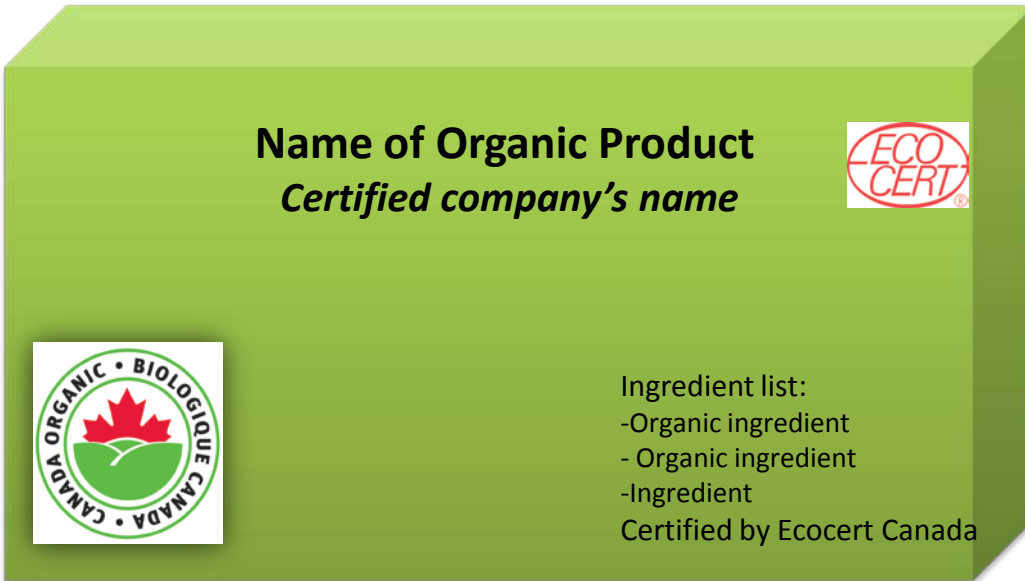 Name of Organic Product
Certified company’s name
ECO
CERT
®
CANADA ORGANIC • BIOLOGIQUE CANADA •
Ingredient list:
-Organic ingredient
- Organic ingredient
-Ingredient
Certified by Ecocert Canada